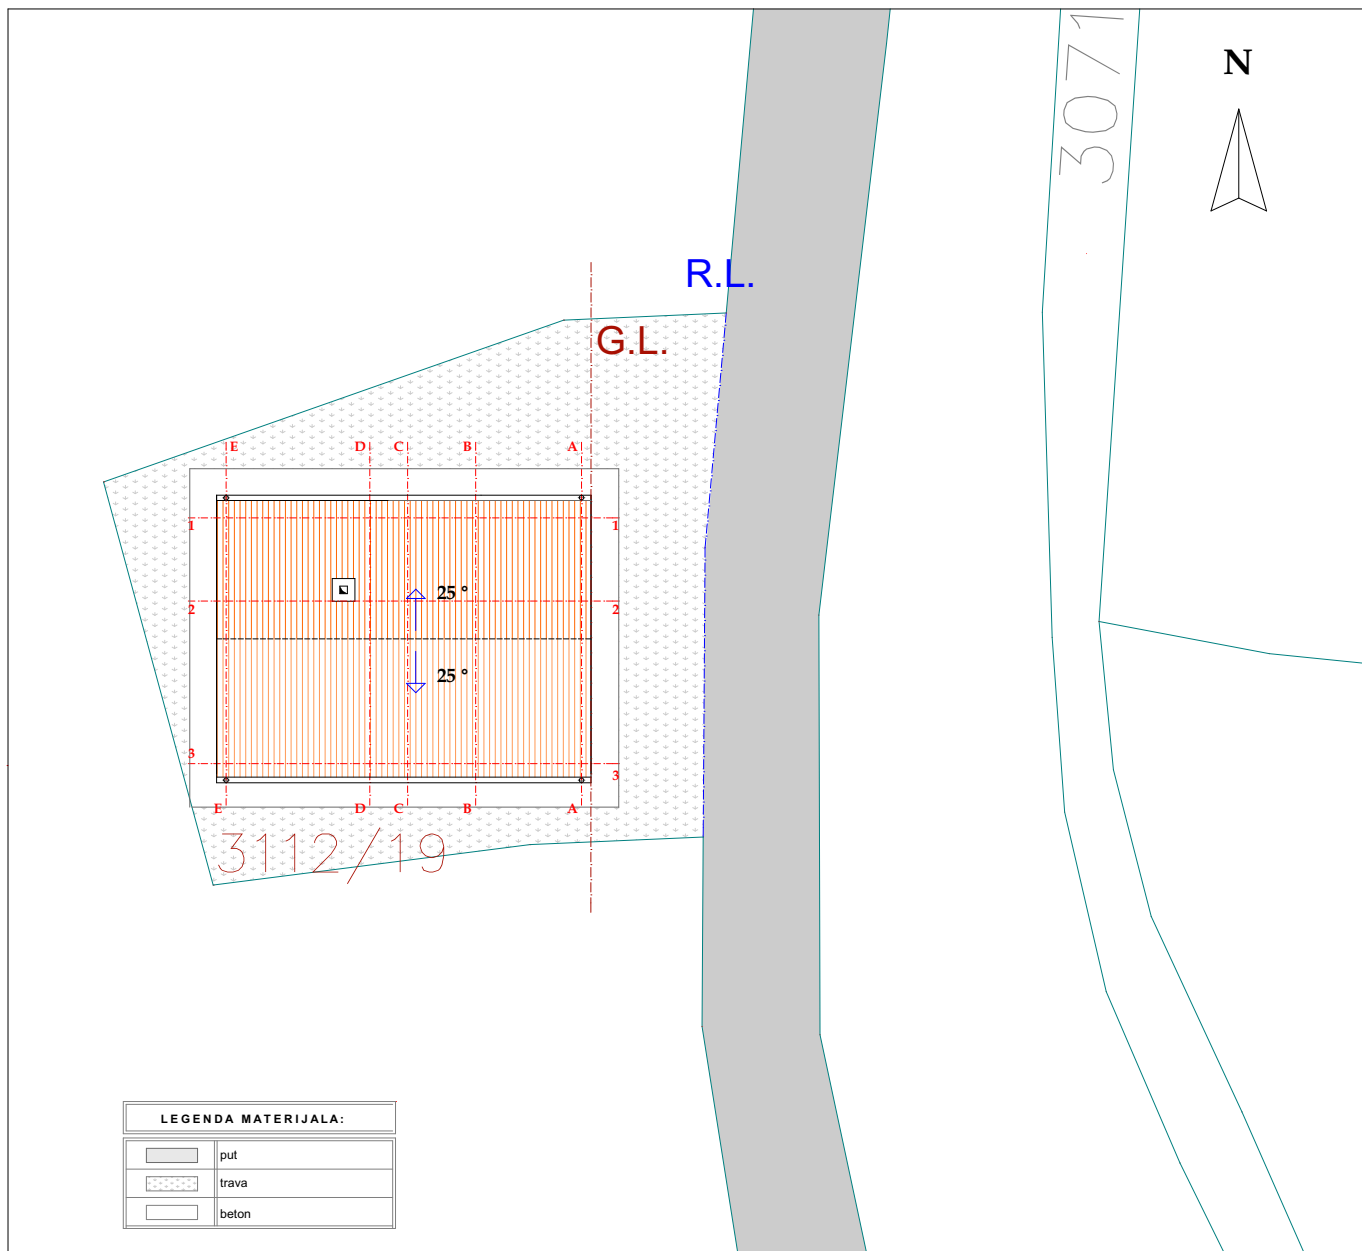 3071
N
R.L.
G.L.
E D C B A
1 1
25 °
2 2
25 °
3 3
E D C B A
3112/19
LEGENDA MATERIJALA:
put
trava
beton